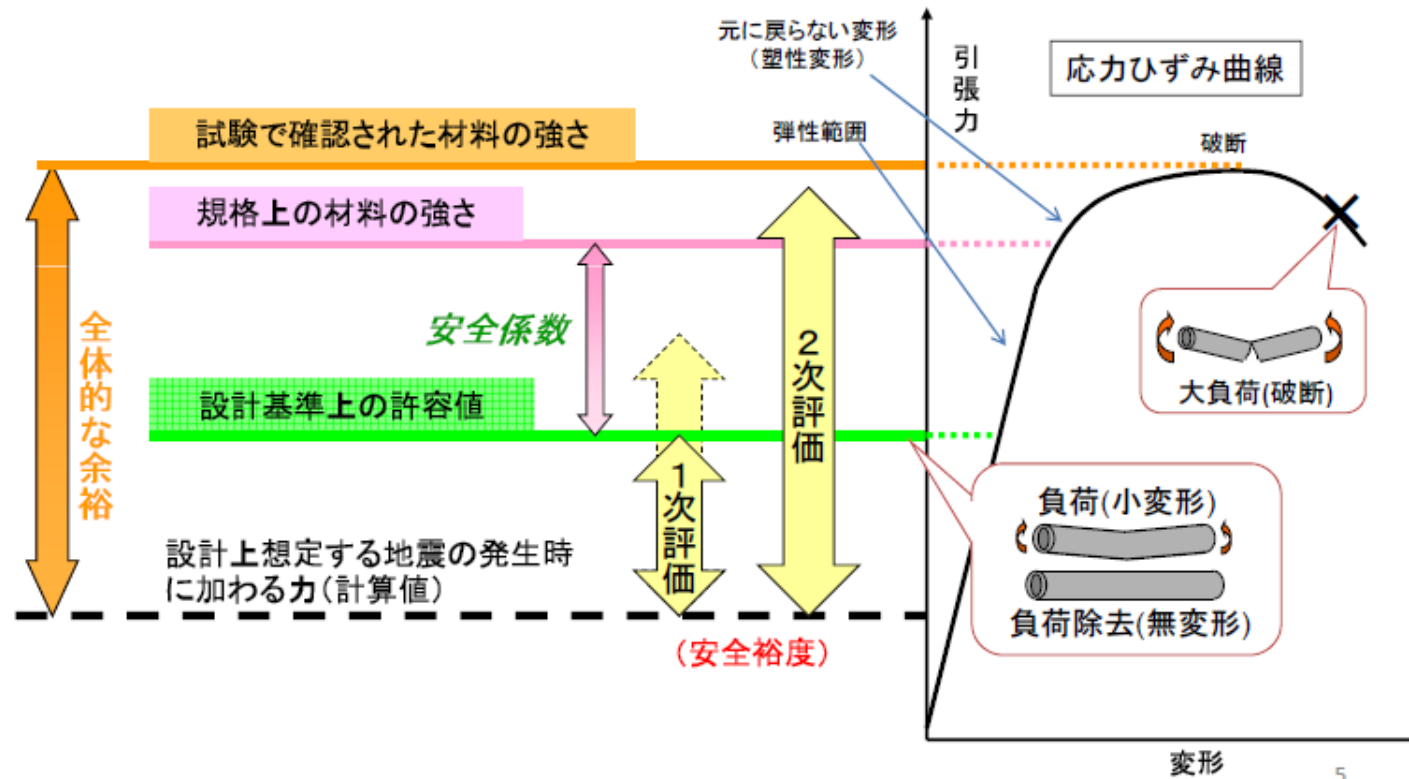 試験で確認された材料の強さ
規格上の材料の強さ
安全係数
設計基準上の許容値
全体的な余裕
1次評価
2次評価
設計上想定する地震の発生時
に加わる力(計算値)
(安全裕度)
元に戻らない変形
(塑性変形)
弾性範囲
引張力
応力ひずみ曲線
破断
大負荷(破断)
負荷(小変形)
負荷除去(無変形)
変形
5